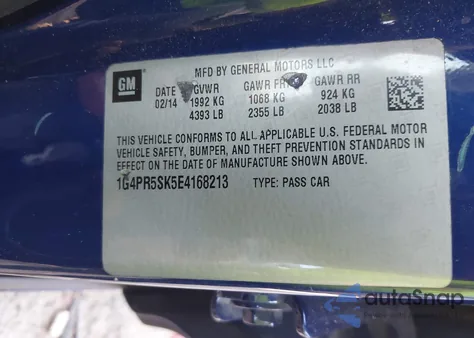 MFD BY GENERAL MOTORS LLC
GM
DATE GVWR GAWR FRT GAWR RR
02/14 1992 KG 1068 KG 924 KG
4393 LB 2355 LB 2038 LB
THIS VEHICLE CONFORMS TO ALL APPLICABLE U.S. FEDERAL MOTOR
VEHICLE SAFETY, BUMPER, AND THEFT PREVENTION STANDARDS IN
EFFECT ON THE DATE OF MANUFACTURE SHOWN ABOVE.
1G4PR5SK5E4168213 TYPE: PASS CAR
autoSnap